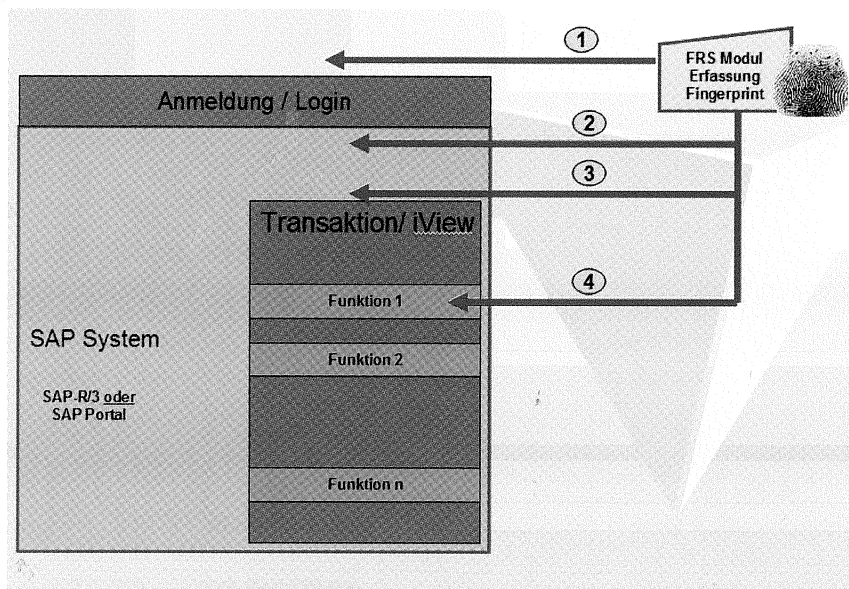 1
FRS Modul
Erfassung
Fingerprint
Anmeldung / Login
2
3
Transaktion/ iView
4
Funktion 1
SAP System
Funktion 2
SAP-R/3 oder
SAP Portal
Funktion n